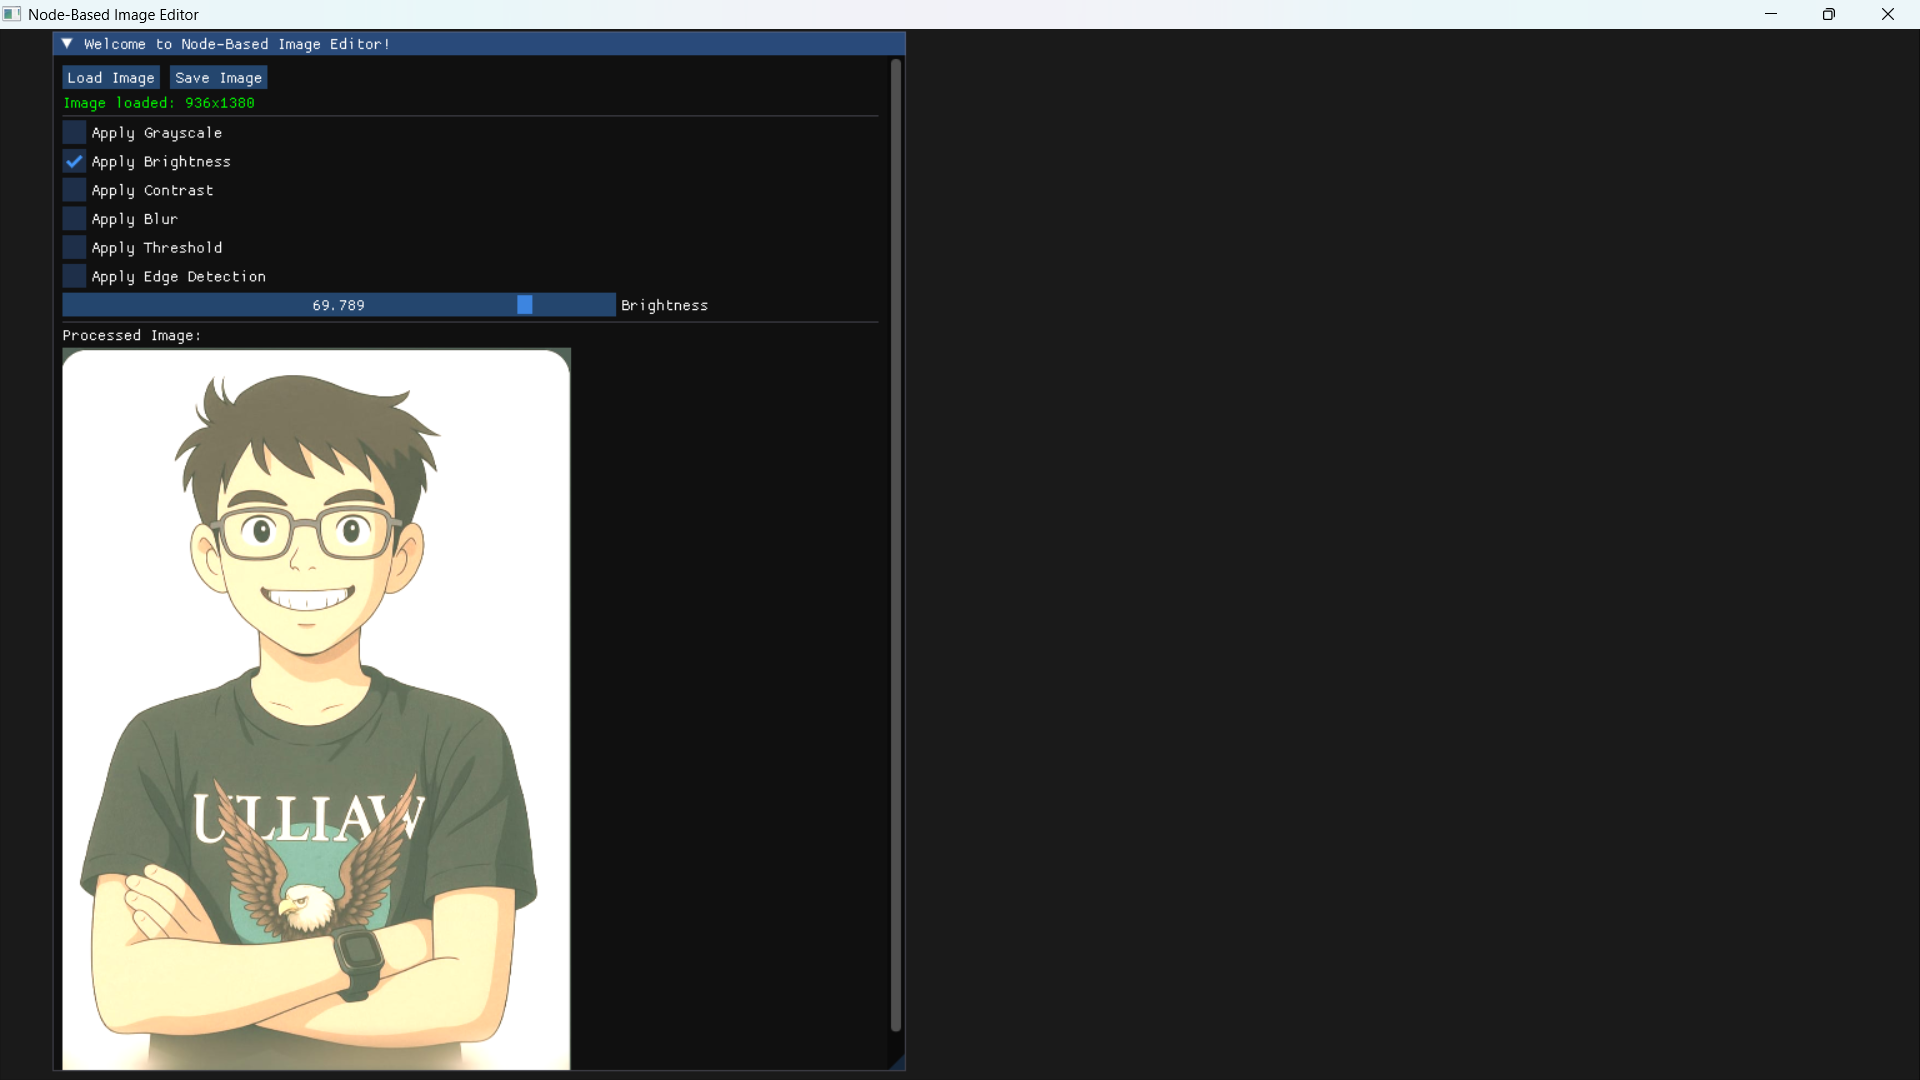 Node-Based Image Editor
Welcome to Node-Based Image Editor!
Load Image Save Image
Image loaded: 936x1380
Apply Grayscale
Apply Brightness
Apply Contrast
Apply Blur
Apply Threshold
Apply Edge Detection
69.789 Brightness
Processed Image:
ULLIAW